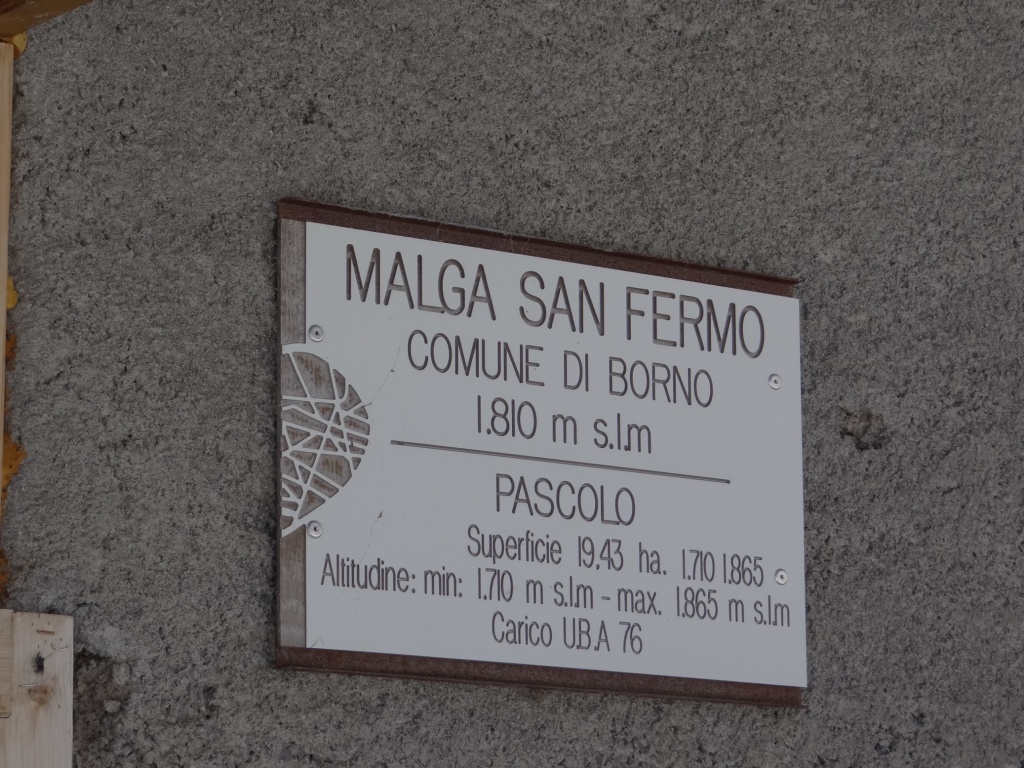 MALGA SAN FERMO
COMUNE DI BORNO
1.810 m s.l.m
PASCOLO
Superficie 19,43 ha. 1.710 1.865
Altitudine: min: 1.710 m s.l.m - max. 1.865 m s.l.m
Carico U.B.A 76